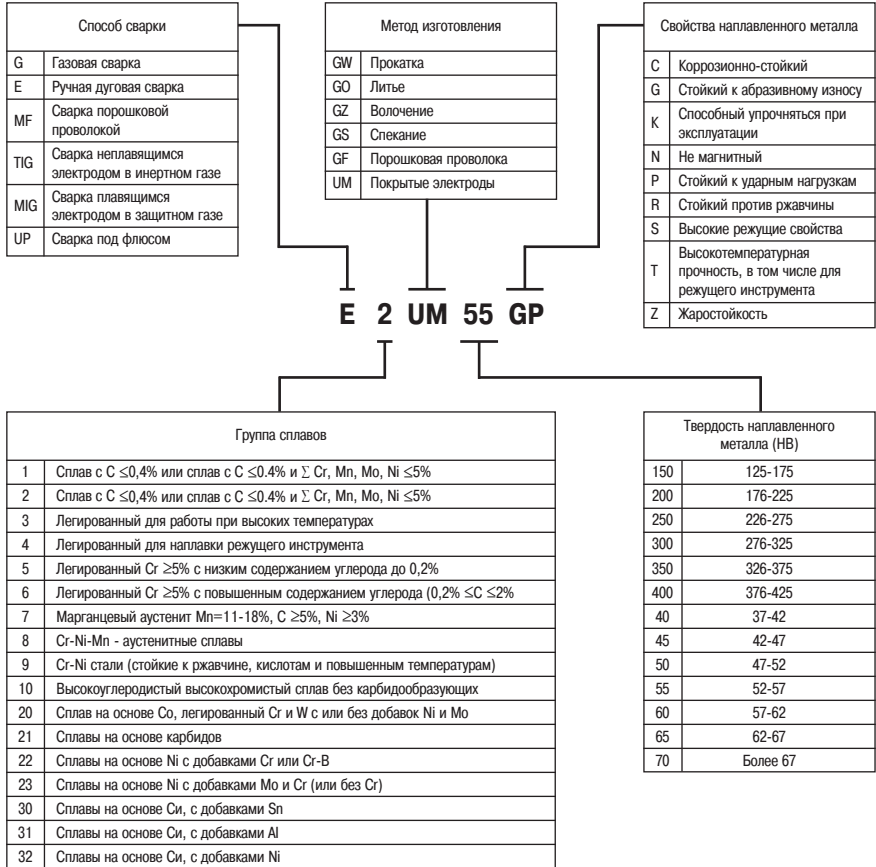 Способ сварки
G Газовая сварка
E Ручная дуговая сварка
MF Сварка порошковой
проволокой
TIG Сварка неплавящимся
электродом в инертном газе
MIG Сварка плавящимся
электродом в защитном газе
UP Сварка под флюсом
Метод изготовления
GW Прокатка
GO Литье
GZ Волочение
GS Спекание
GF Порошковая проволока
UM Покрытые электроды
Свойства наплавленного металла
C Коррозионно-стойкий
G Стойкий к абразивному износу
K Способный упрочняться при
эксплуатации
N Не магнитный
P Стойкий к ударным нагрузкам
R Стойкий против ржавчины
S Высокие режущие свойства
T Высокотемпературная
прочность, в том числе для
режущего инструмента
Z Жаростойкость
E 2 UM 55 GP
Группа сплавов
1 Сплав с C ≤0,4% или сплав с C ≤0.4% и ∑ Cr, Mn, Mo, Ni ≤5%
2 Сплав с C ≤0,4% или сплав с C ≤0.4% и ∑ Cr, Mn, Mo, Ni ≤5%
3 Легированный для работы при высоких температурах
4 Легированный для наплавки режущего инструмента
5 Легированный Cr ≥5% с низким содержанием углерода до 0,2%
6 Легированный Cr ≥5% с повышенным содержанием углерода (0,2% ≤C ≤2%
7 Марганцевый аустенит Mn=11-18%, C ≥5%, Ni ≥3%
8 Cr-Ni-Mn - аустенитные сплавы
9 Cr-Ni стали (стойкие к ржавчине, кислотам и повышенным температурам)
10 Высокоуглеродистый высокохромистый сплав без карбидообразующих
20 Сплав на основе Co, легированный Cr и W с или без добавок Ni и Mo
21 Сплавы на основе карбидов
22 Сплавы на основе Ni с добавками Cr или Cr-B
23 Сплавы на основе Ni с добавками Mo и Cr (или без Cr)
30 Сплавы на основе Си, с добавками Sn
31 Сплавы на основе Си, с добавками Al
32 Сплавы на основе Си, с добавками Ni
Твердость наплавленного
металла (HB)
150 125-175
200 176-225
250 226-275
300 276-325
350 326-375
400 376-425
40 37-42
45 42-47
50 47-52
55 52-57
60 57-62
65 62-67
70 Более 67